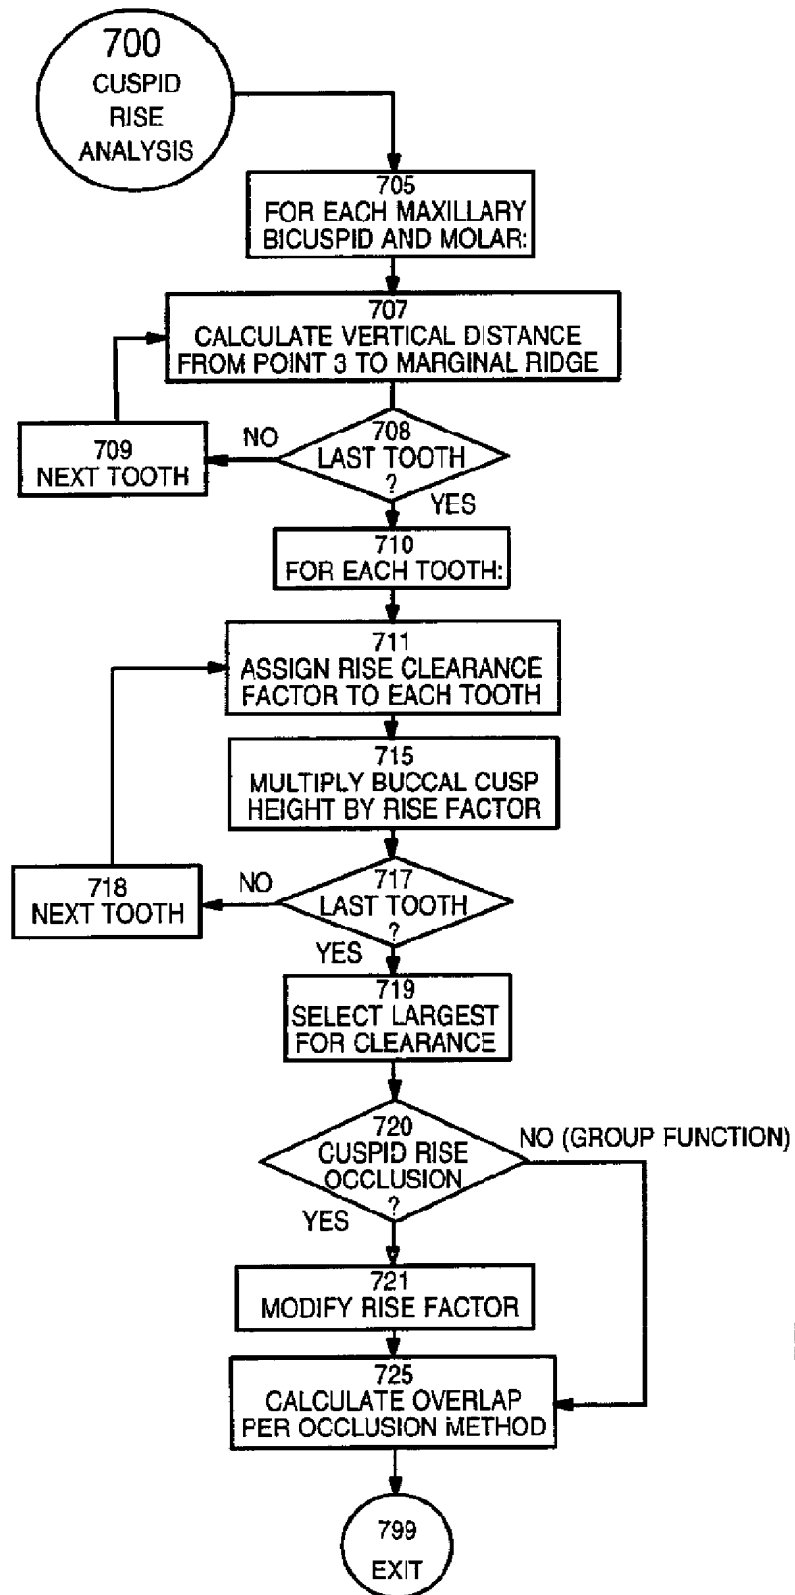 700
CUSPID
RISE
ANALYSIS
705
FOR EACH MAXILLARY
BICUSPID AND MOLAR:
707
CALCULATE VERTICAL DISTANCE
FROM POINT 3 TO MARGINAL RIDGE
708
LAST TOOTH
?
NO
709
NEXT TOOTH
YES
710
FOR EACH TOOTH:
711
ASSIGN RISE CLEARANCE
FACTOR TO EACH TOOTH
715
MULTIPLY BUCCAL CUSP
HEIGHT BY RISE FACTOR
717
LAST TOOTH
?
NO
718
NEXT TOOTH
YES
719
SELECT LARGEST
FOR CLEARANCE
720
CUSPID RISE
OCCLUSION
?
NO (GROUP FUNCTION)
YES
721
MODIFY RISE FACTOR
725
CALCULATE OVERLAP
PER OCCLUSION METHOD
799
EXIT